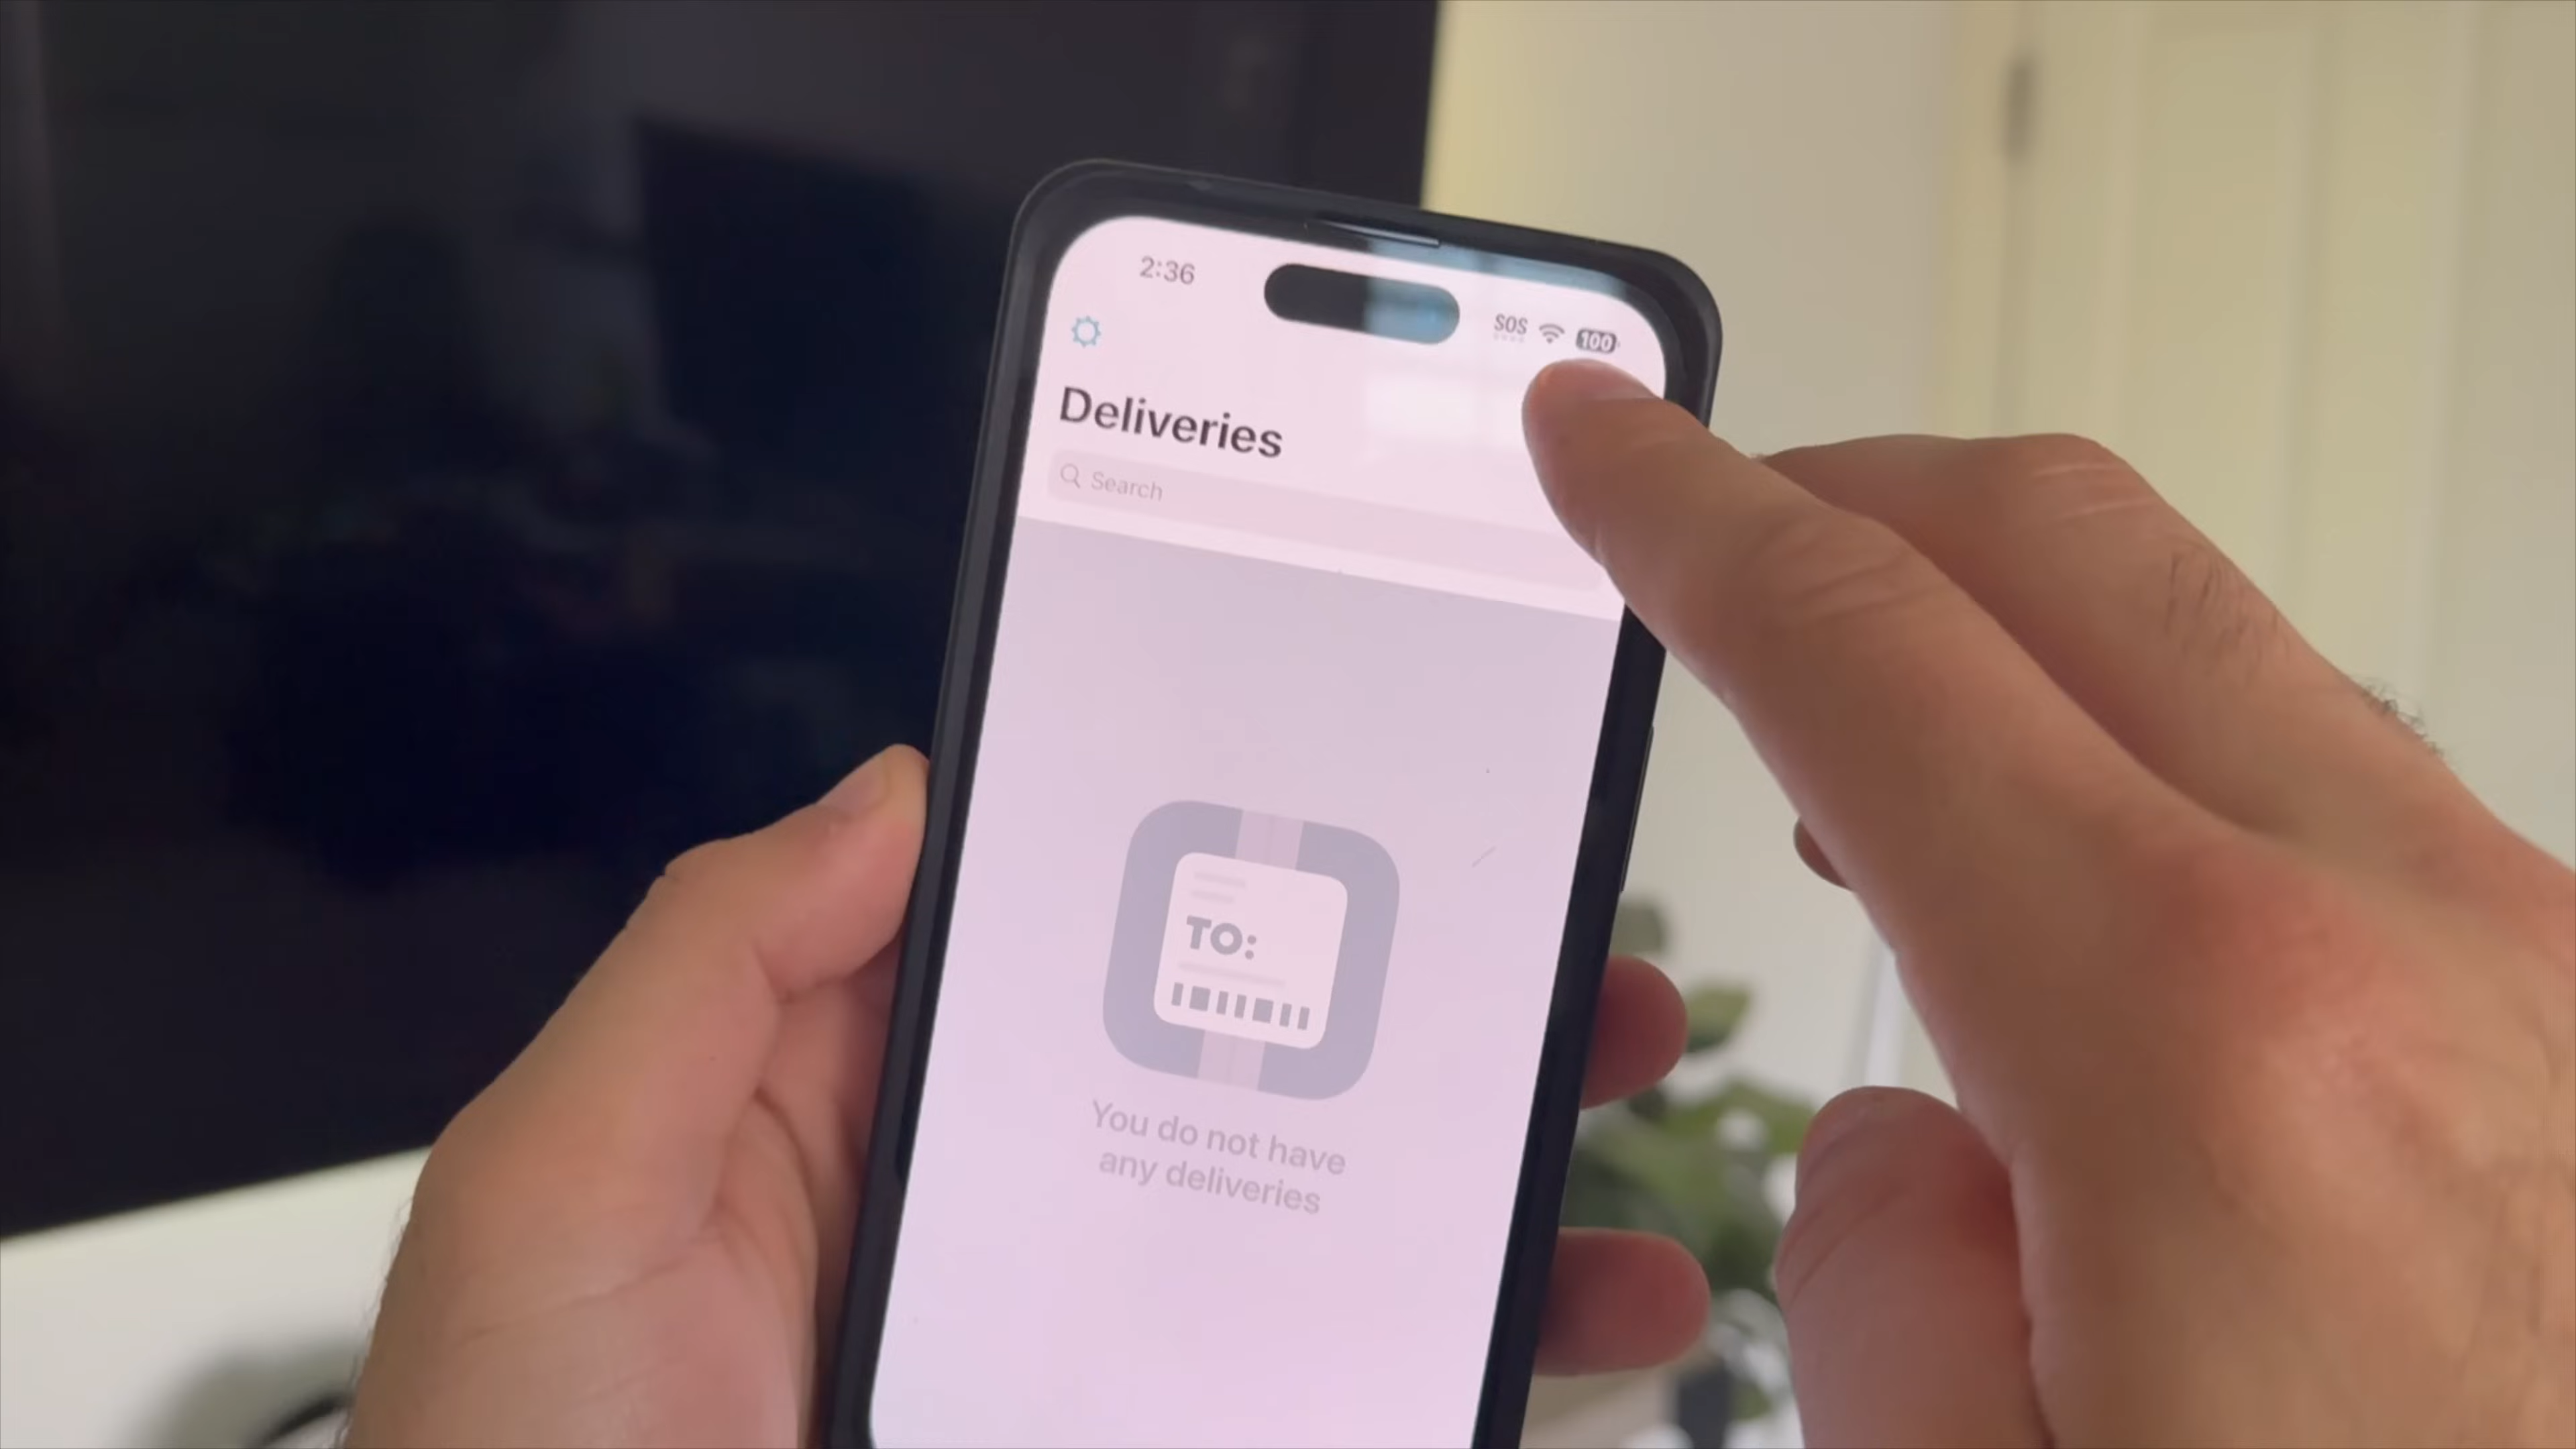 2:36
SOS 100
Deliveries
Search
TO:
You do not have
any deliveries